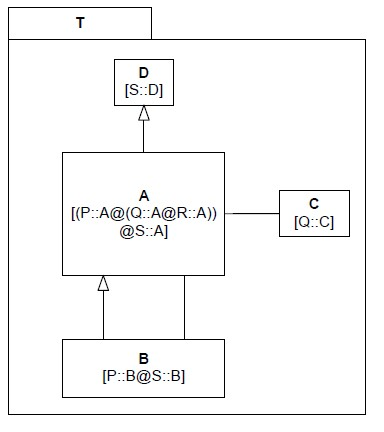 T
D
[S::D]
A
[(P::A@(Q::A@R::A))
@S::A]
C
[Q::C]
B
[P::B@S::B]